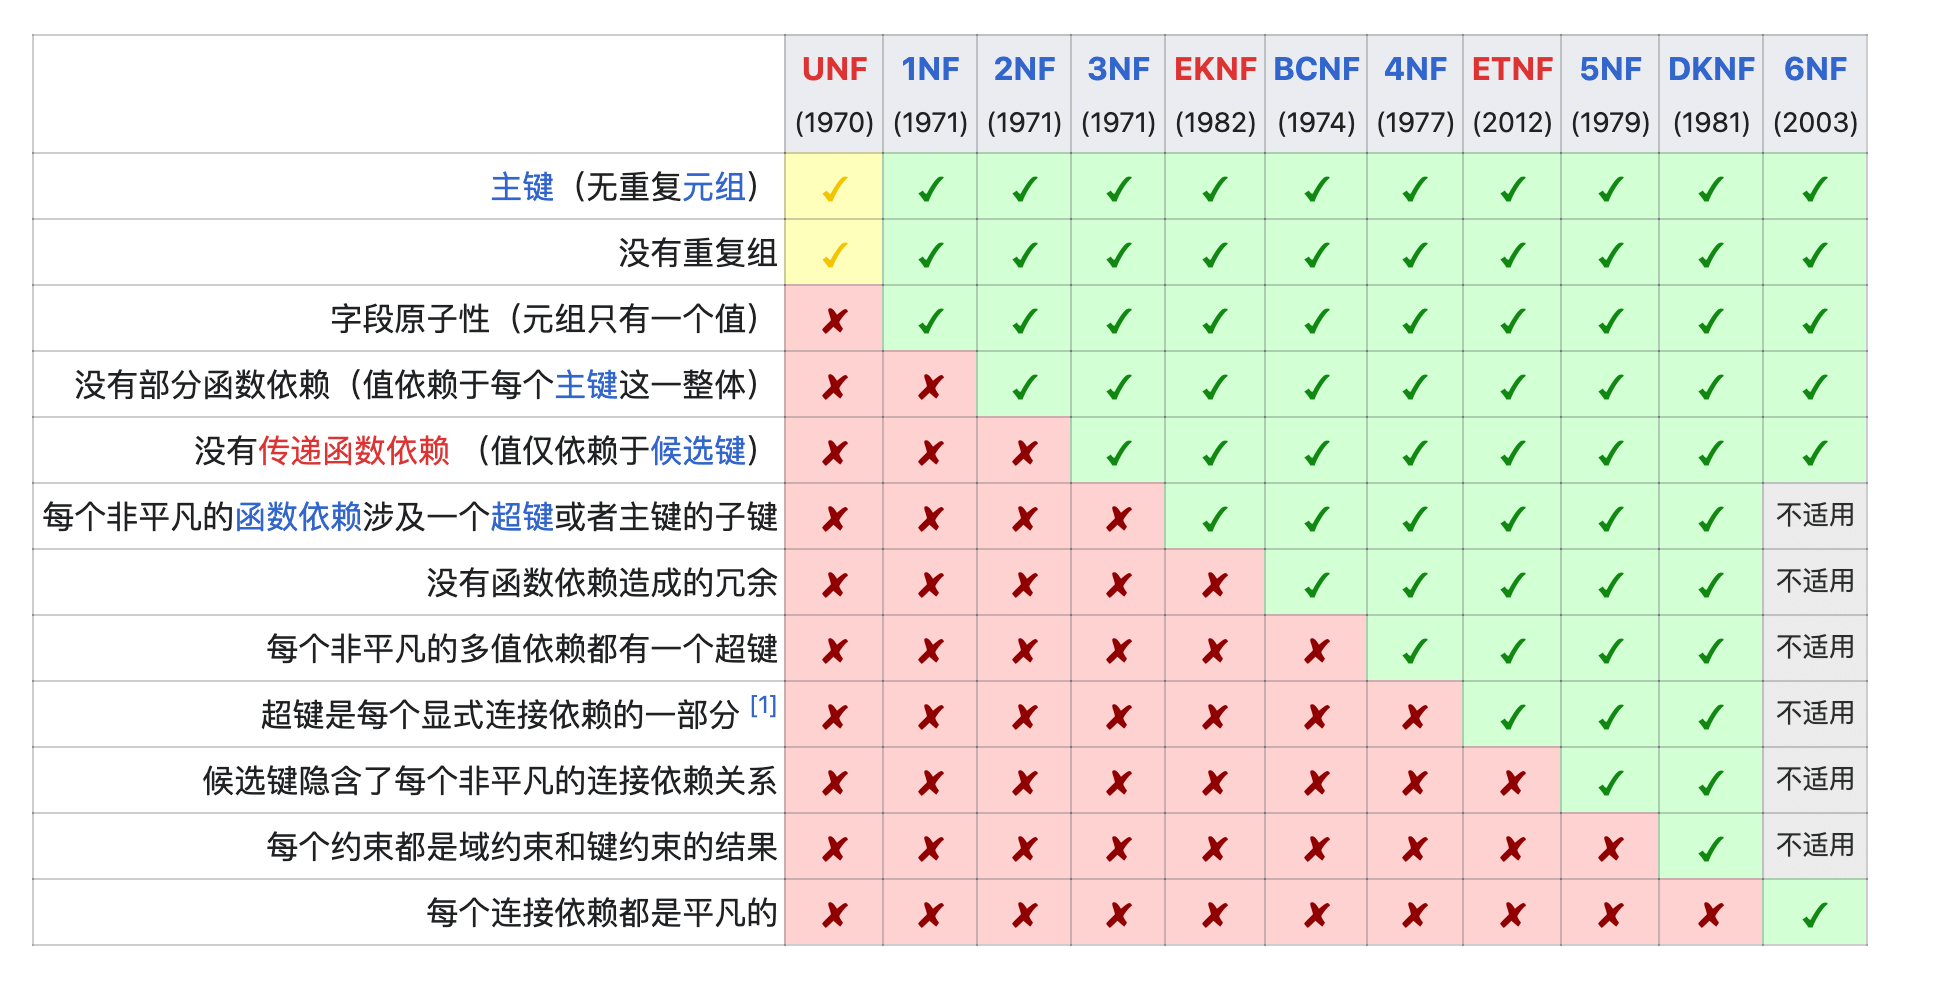 UNF 1NF 2NF 3NF EKNF BCNF 4NF ETNF 5NF DKNF 6NF
(1970) (1971) (1971) (1971) (1982) (1974) (1977) (2012) (1979) (1981) (2003)
主键（无重复元组） ✓ ✓ ✓ ✓ ✓ ✓ ✓ ✓ ✓ ✓ ✓
没有重复组 ✓ ✓ ✓ ✓ ✓ ✓ ✓ ✓ ✓ ✓ ✓
字段原子性（元组只有一个值） ✗ ✓ ✓ ✓ ✓ ✓ ✓ ✓ ✓ ✓ ✓
没有部分函数依赖（值依赖于每个主键这一整体） ✗ ✗ ✓ ✓ ✓ ✓ ✓ ✓ ✓ ✓ ✓
没有传递函数依赖 （值仅依赖于候选键） ✗ ✗ ✗ ✓ ✓ ✓ ✓ ✓ ✓ ✓ ✓
每个非平凡的函数依赖涉及一个超键或者主键的子键 ✗ ✗ ✗ ✗ ✓ ✓ ✓ ✓ ✓ ✓ 不适用
没有函数依赖造成的冗余 ✗ ✗ ✗ ✗ ✗ ✓ ✓ ✓ ✓ ✓ 不适用
每个非平凡的多值依赖都有一个超键 ✗ ✗ ✗ ✗ ✗ ✗ ✓ ✓ ✓ ✓ 不适用
超键是每个显式连接依赖的一部分 [1] ✗ ✗ ✗ ✗ ✗ ✗ ✗ ✓ ✓ ✓ 不适用
候选键隐含了每个非平凡的连接依赖关系 ✗ ✗ ✗ ✗ ✗ ✗ ✗ ✗ ✓ ✓ 不适用
每个约束都是域约束和键约束的结果 ✗ ✗ ✗ ✗ ✗ ✗ ✗ ✗ ✗ ✓ 不适用
每个连接依赖都是平凡的 ✗ ✗ ✗ ✗ ✗ ✗ ✗ ✗ ✗ ✗ ✓